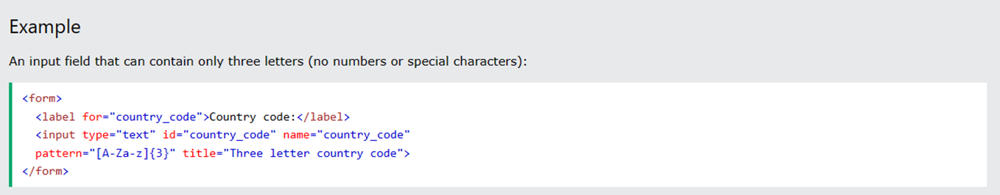 Example
An input field that can contain only three letters (no numbers or special characters):
<form>
<label for="country_code">Country code:</label>
<input type="text" id="country_code" name="country_code"
pattern="[A-Za-z]{3}" title="Three letter country code">
</form>